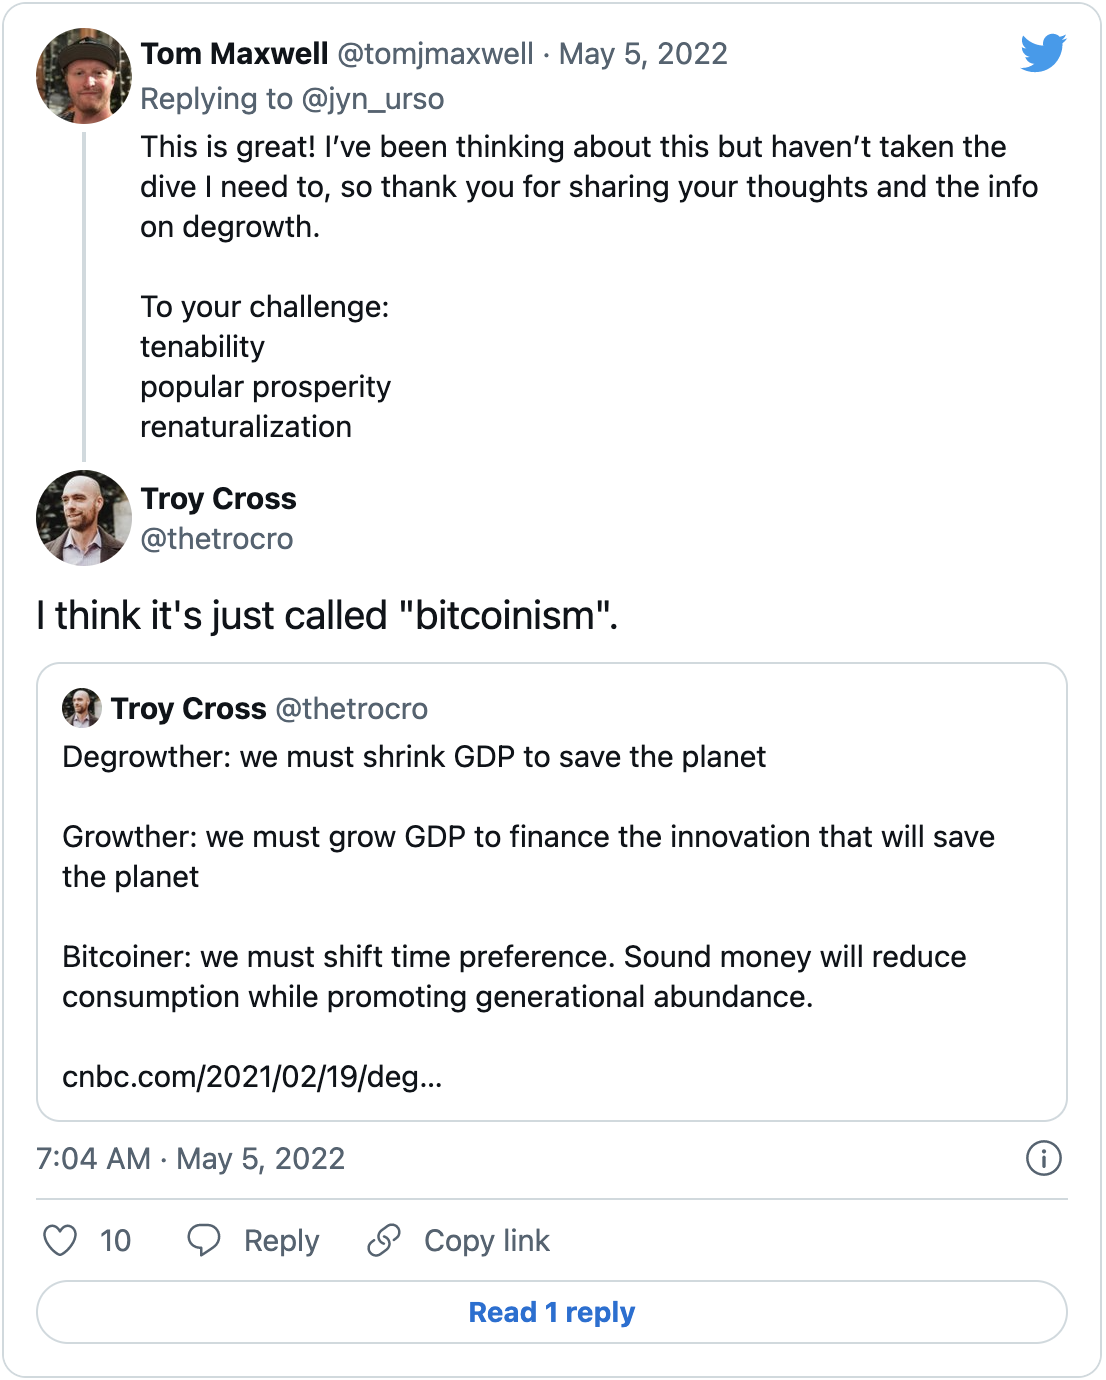 Tom Maxwell @tomjmaxwell · May 5, 2022
Replying to @jyn_urso
This is great! I’ve been thinking about this but haven’t taken the
dive I need to, so thank you for sharing your thoughts and the info
on degrowth.
To your challenge:
tenability
popular prosperity
renaturalization
Troy Cross
@thetrocro
I think it's just called "bitcoinism".
Troy Cross @thetrocro
Degrowther: we must shrink GDP to save the planet
Growther: we must grow GDP to finance the innovation that will save
the planet
Bitcoiner: we must shift time preference. Sound money will reduce
consumption while promoting generational abundance.
cnbc.com/2021/02/19/deg…
7:04 AM · May 5, 2022
10 Reply Copy link
Read 1 reply